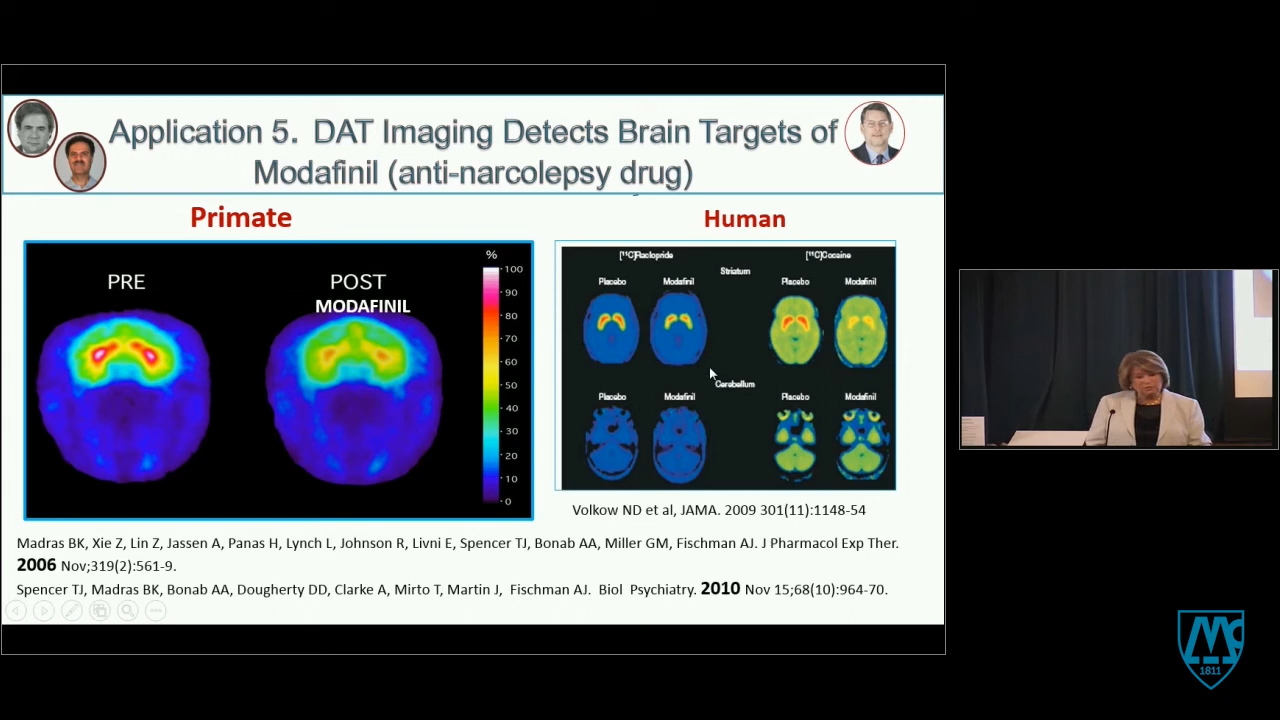 Application 5. DAT Imaging Detects Brain Targets of
Modafinil (anti-narcolepsy drug)
Primate
Human
PRE
POST
MODAFINIL
%
100
90
80
70
60
50
40
30
20
10
0
[¹¹C]Raclopride
[¹¹C]Cocaine
Striatum
Placebo
Modafinil
Placebo
Modafinil
Cerebellum
Placebo
Modafinil
Placebo
Modafinil
Volkow ND et al, JAMA. 2009 301(11):1148-54
Madras BK, Xie Z, Lin Z, Jassen A, Panas H, Lynch L, Johnson R, Livni E, Spencer TJ, Bonab AA, Miller GM, Fischman AJ. J Pharmacol Exp Ther.
2006 Nov;319(2):561-9.
Spencer TJ, Madras BK, Bonab AA, Dougherty DD, Clarke A, Mirto T, Martin J, Fischman AJ. Biol Psychiatry. 2010 Nov 15;68(10):964-70.
1811